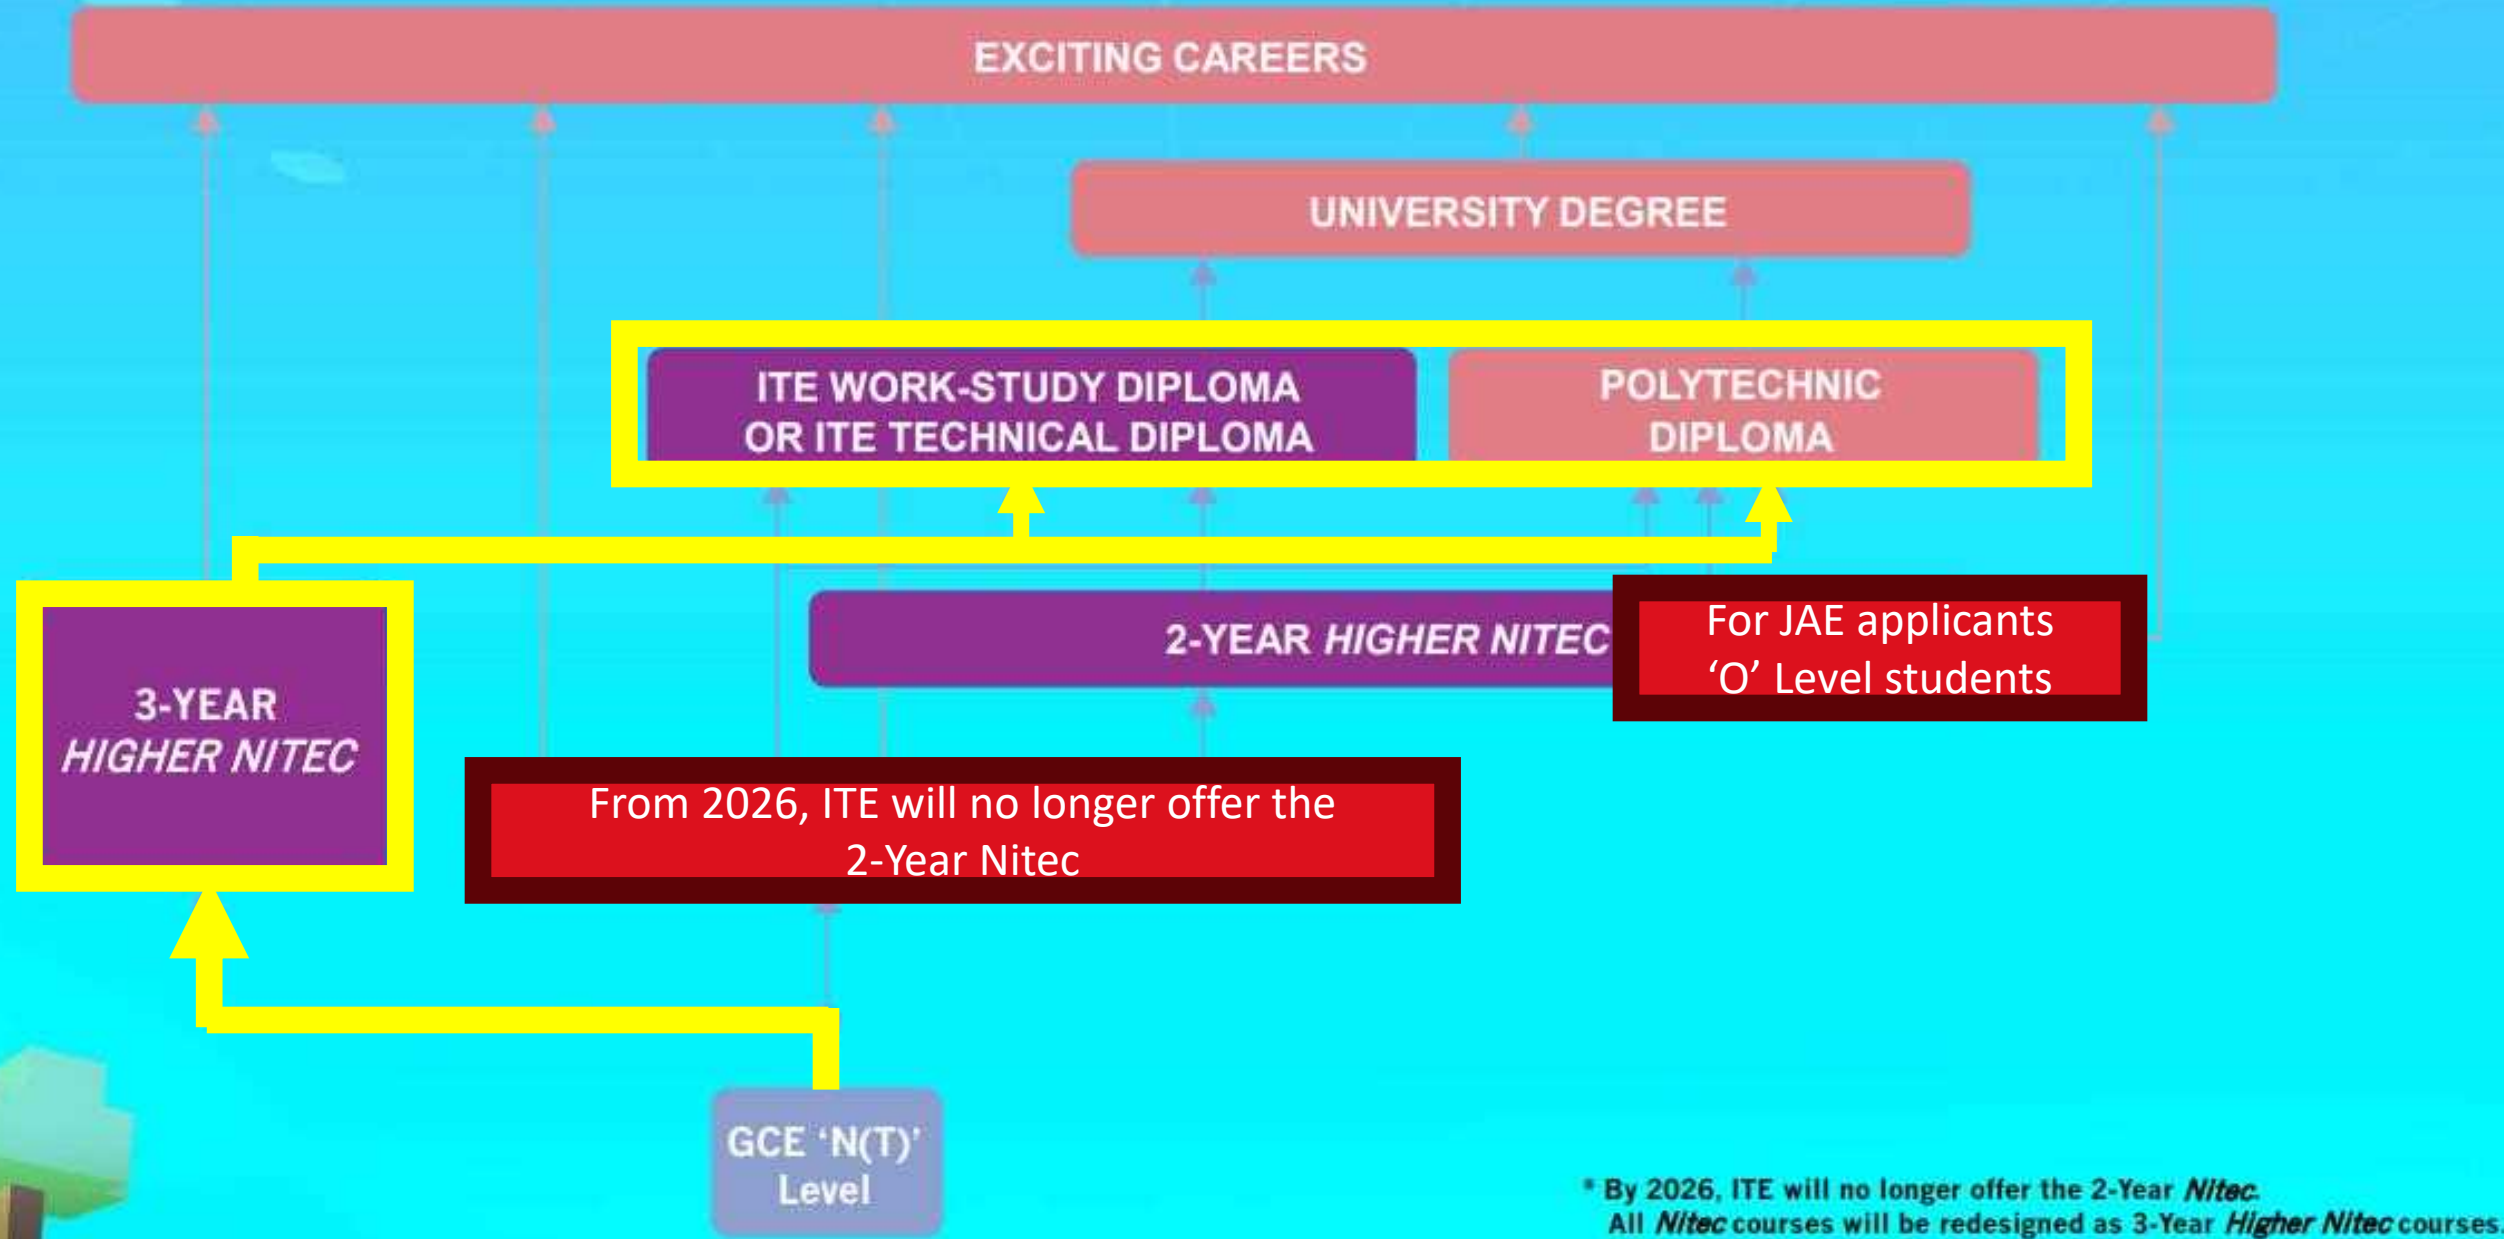 EXCITING CAREERS
UNIVERSITY DEGREE
ITE WORK-STUDY DIPLOMA
OR ITE TECHNICAL DIPLOMA
POLYTECHNIC
DIPLOMA
2-YEAR HIGHER NITEC
For JAE applicants
‘O’ Level students
3-YEAR
HIGHER NITEC
From 2026, ITE will no longer offer the
2-Year Nitec
GCE ‘N(T)’
Level
* By 2026, ITE will no longer offer the 2-Year Nitec.
All Nitec courses will be redesigned as 3-Year Higher Nitec courses.